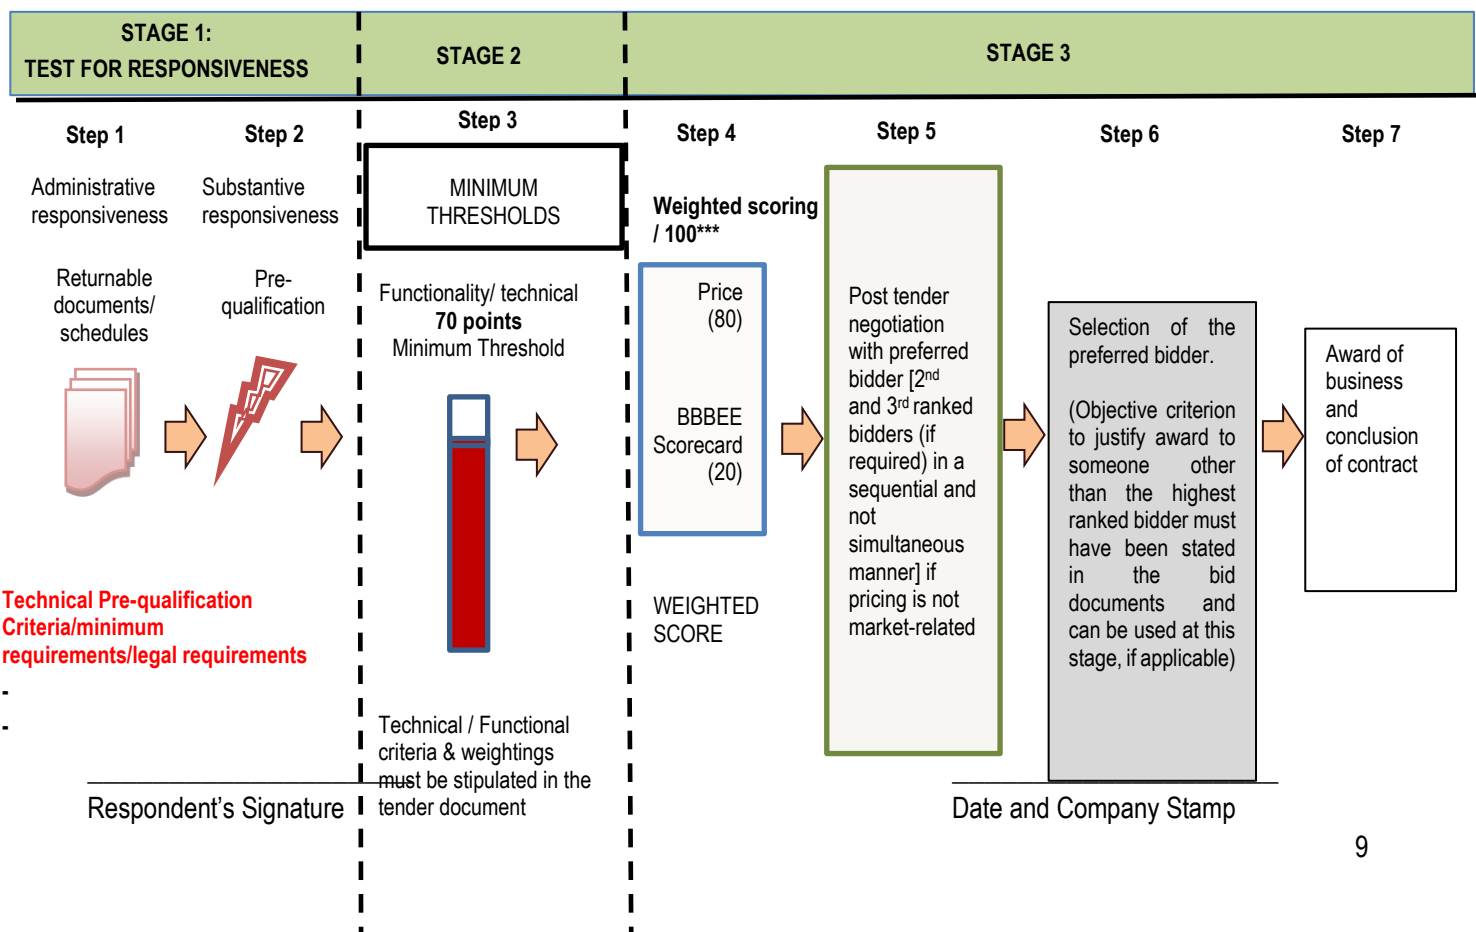 STAGE 1:
TEST FOR RESPONSIVENESS
STAGE 2
STAGE 3
Step 1
Step 2
Step 3
Step 4
Step 5
Step 6
Step 7
Administrative
responsiveness
Returnable
documents/
schedules
Substantive
responsiveness
Pre-
qualification
Technical Pre-qualification
Criteria/minimum
requirements/legal requirements
-
-
MINIMUM
THRESHOLDS
Functionality/ technical
70 points
Minimum Threshold
Technical / Functional
criteria & weightings
must be stipulated in the
tender document
Weighted scoring
/ 100***
Price
(80)
BBBEE
Scorecard
(20)
WEIGHTED
SCORE
Post tender
negotiation
with preferred
bidder [2nd
and 3rd ranked
bidders (if
required) in a
sequential and
not
simultaneous
manner] if
pricing is not
market-related
Selection of the
preferred bidder.
(Objective criterion
to justify award to
someone other
than the highest
ranked bidder must
have been stated
in the bid
documents and
can be used at this
stage, if applicable)
Award of
business
and
conclusion
of contract
Respondent’s Signature
Date and Company Stamp
9